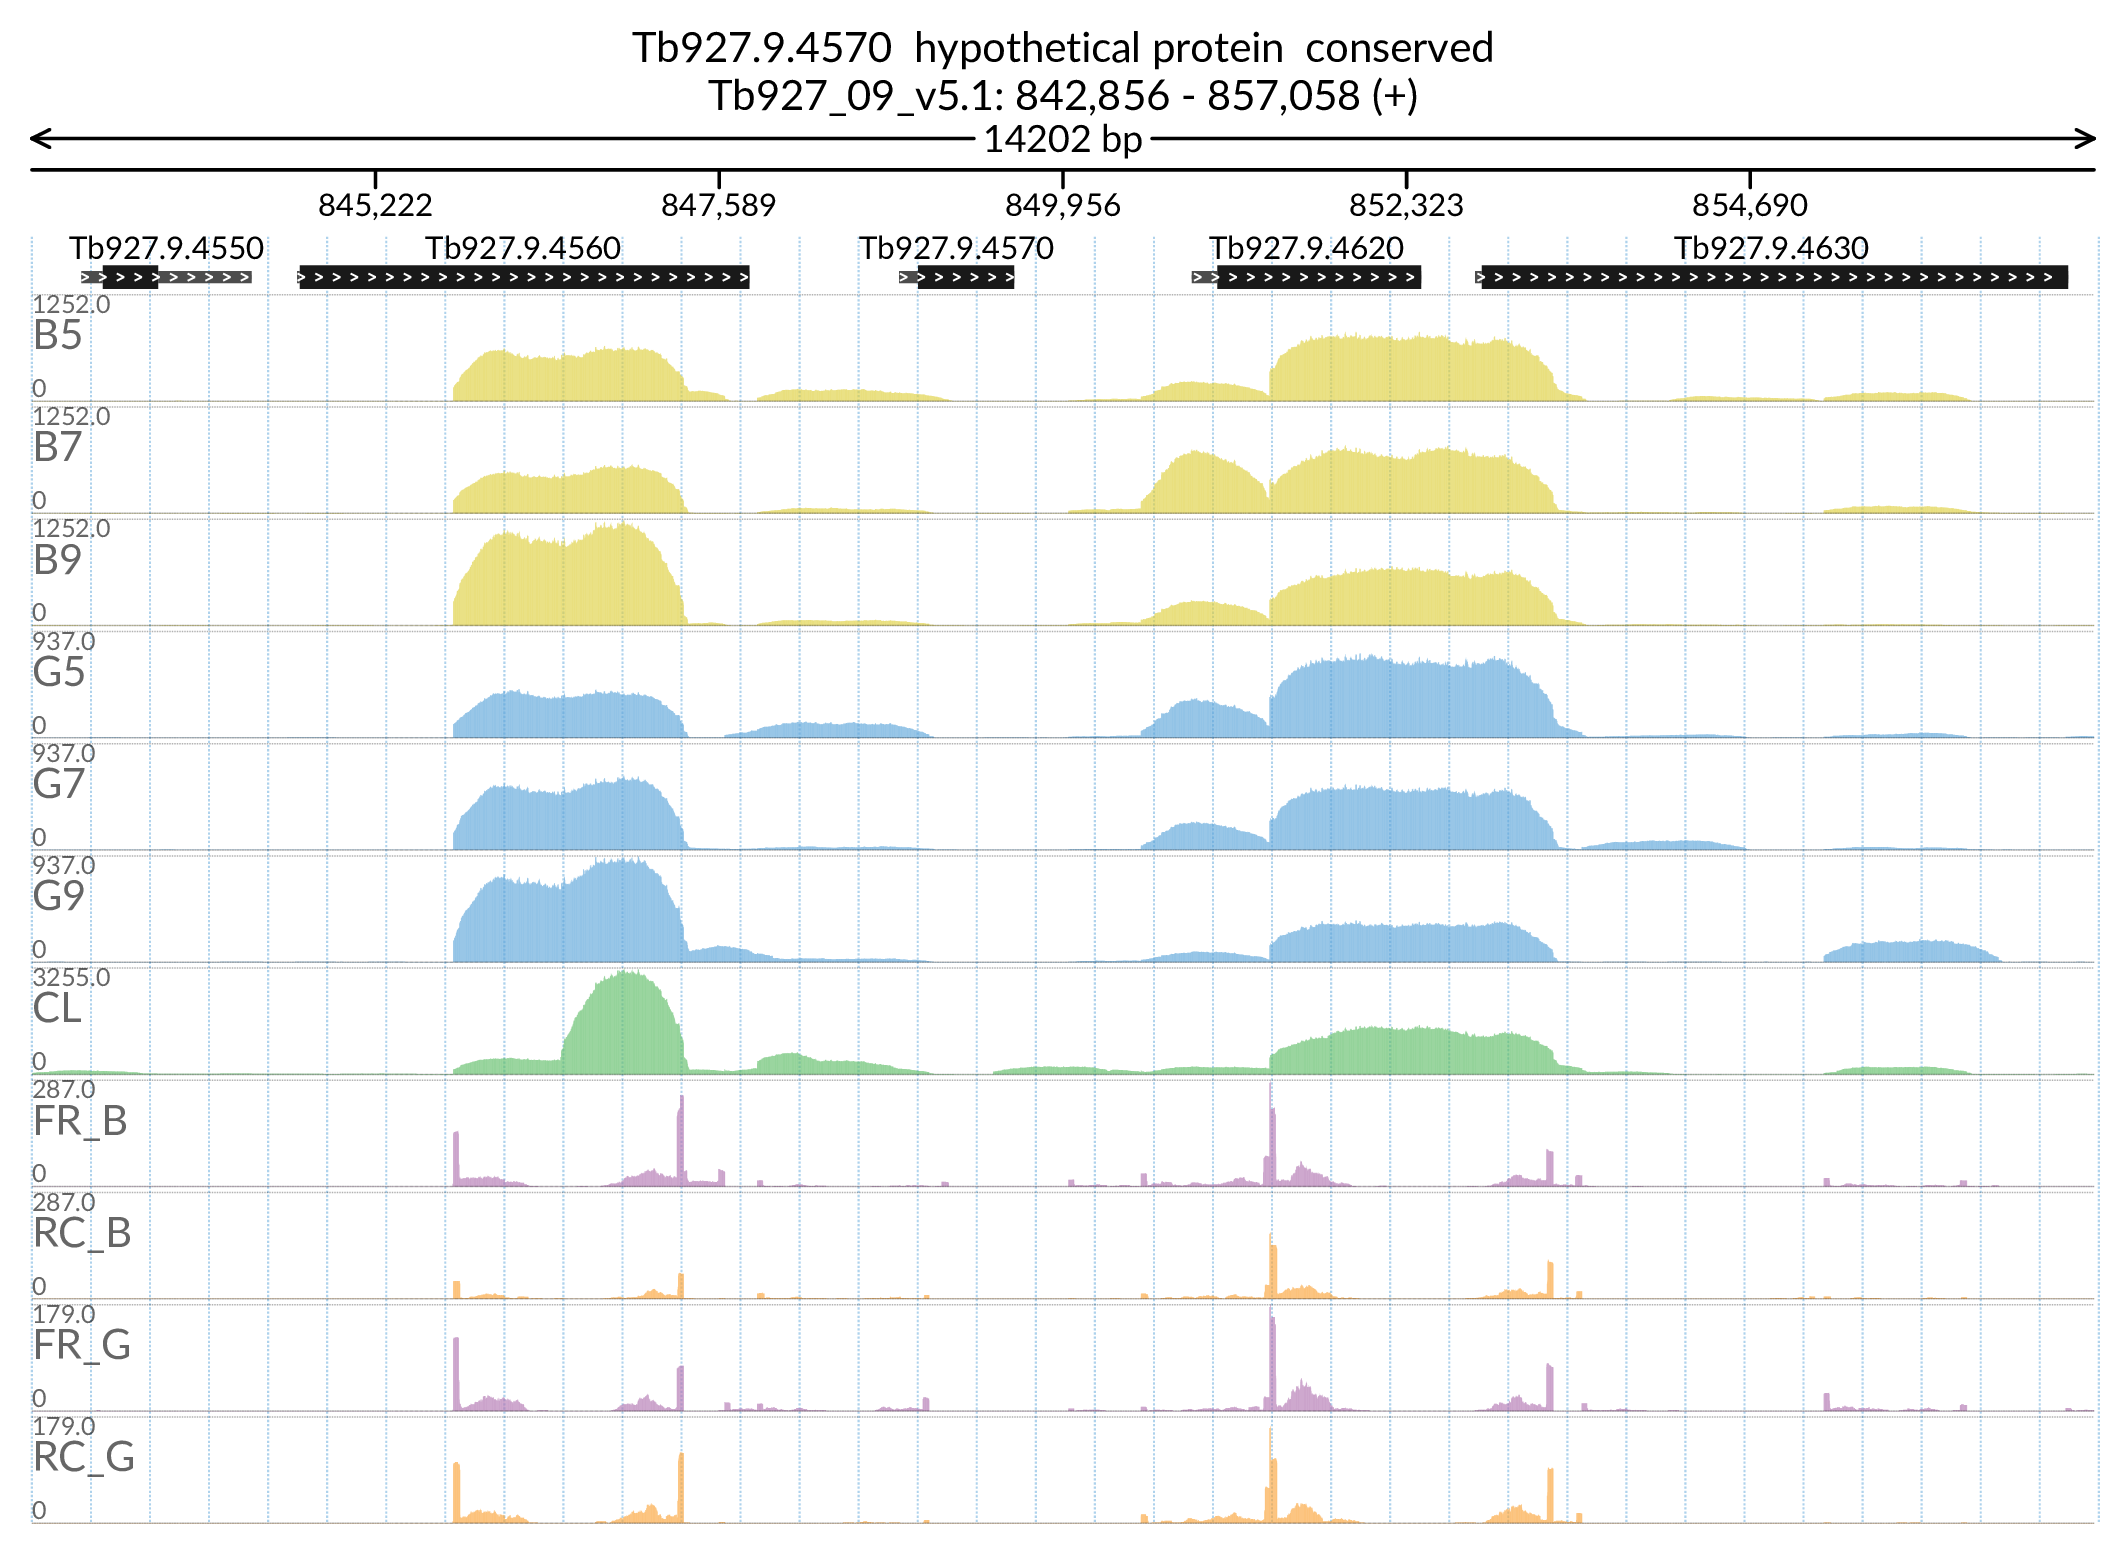 Tb927.9.4570 hypothetical protein conserved
Tb927_09_v5.1: 842,856 - 857,058 (+)
14202 bp
845,222 847,589 849,956 852,323 854,690
Tb927.9.4550 Tb927.9.4560 Tb927.9.4570 Tb927.9.4620 Tb927.9.4630
1252.0
B5
0
1252.0
B7
0
1252.0
B9
0
937.0
G5
0
937.0
G7
0
937.0
G9
0
3255.0
CL
0
287.0
FR_B
0
287.0
RC_B
0
179.0
FR_G
0
179.0
RC_G
0